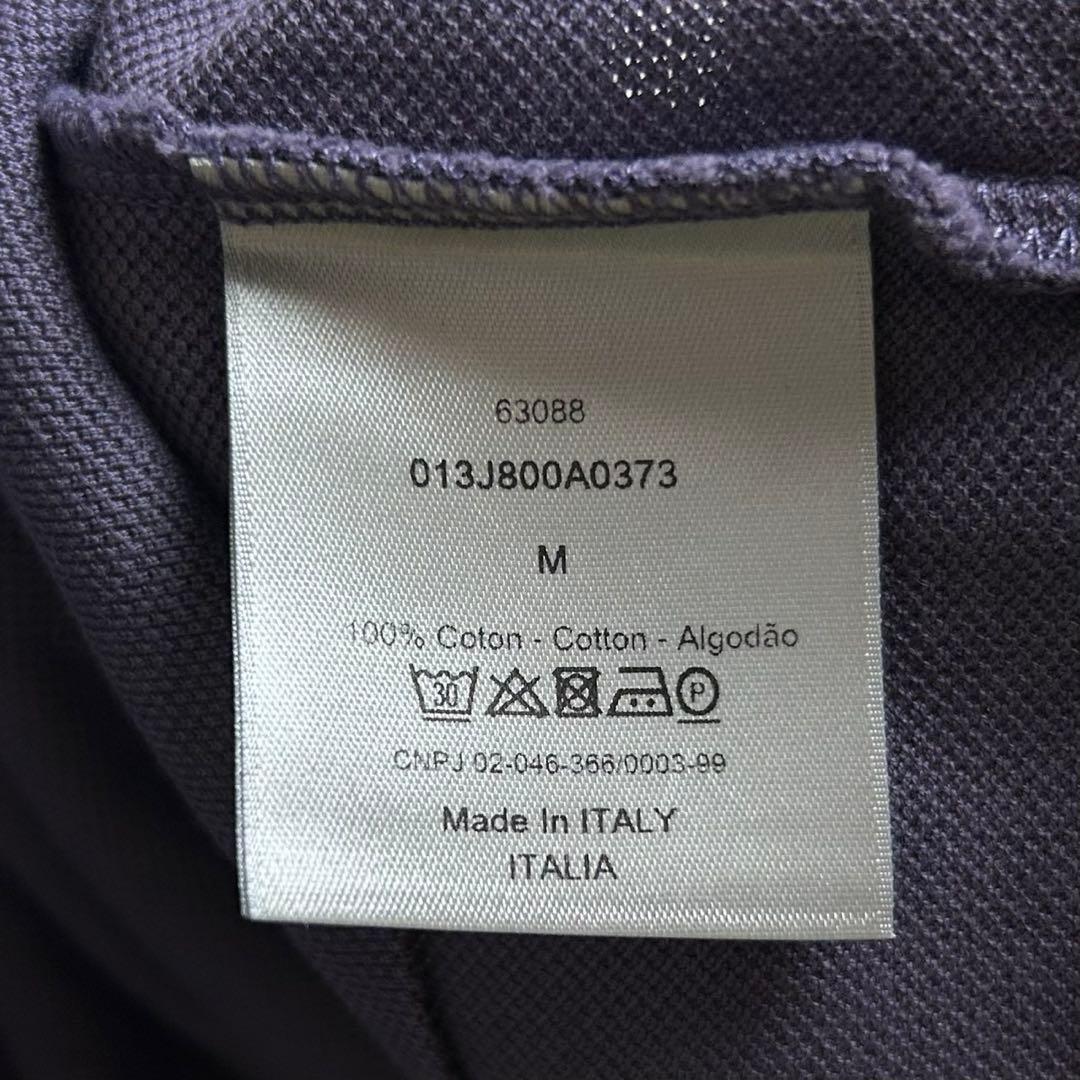 63088
013J800A0373
M
100% Coton - Cotton - Algodão
30 P
CNPJ 02-046-366/0003-99
Made In ITALY
ITALIA